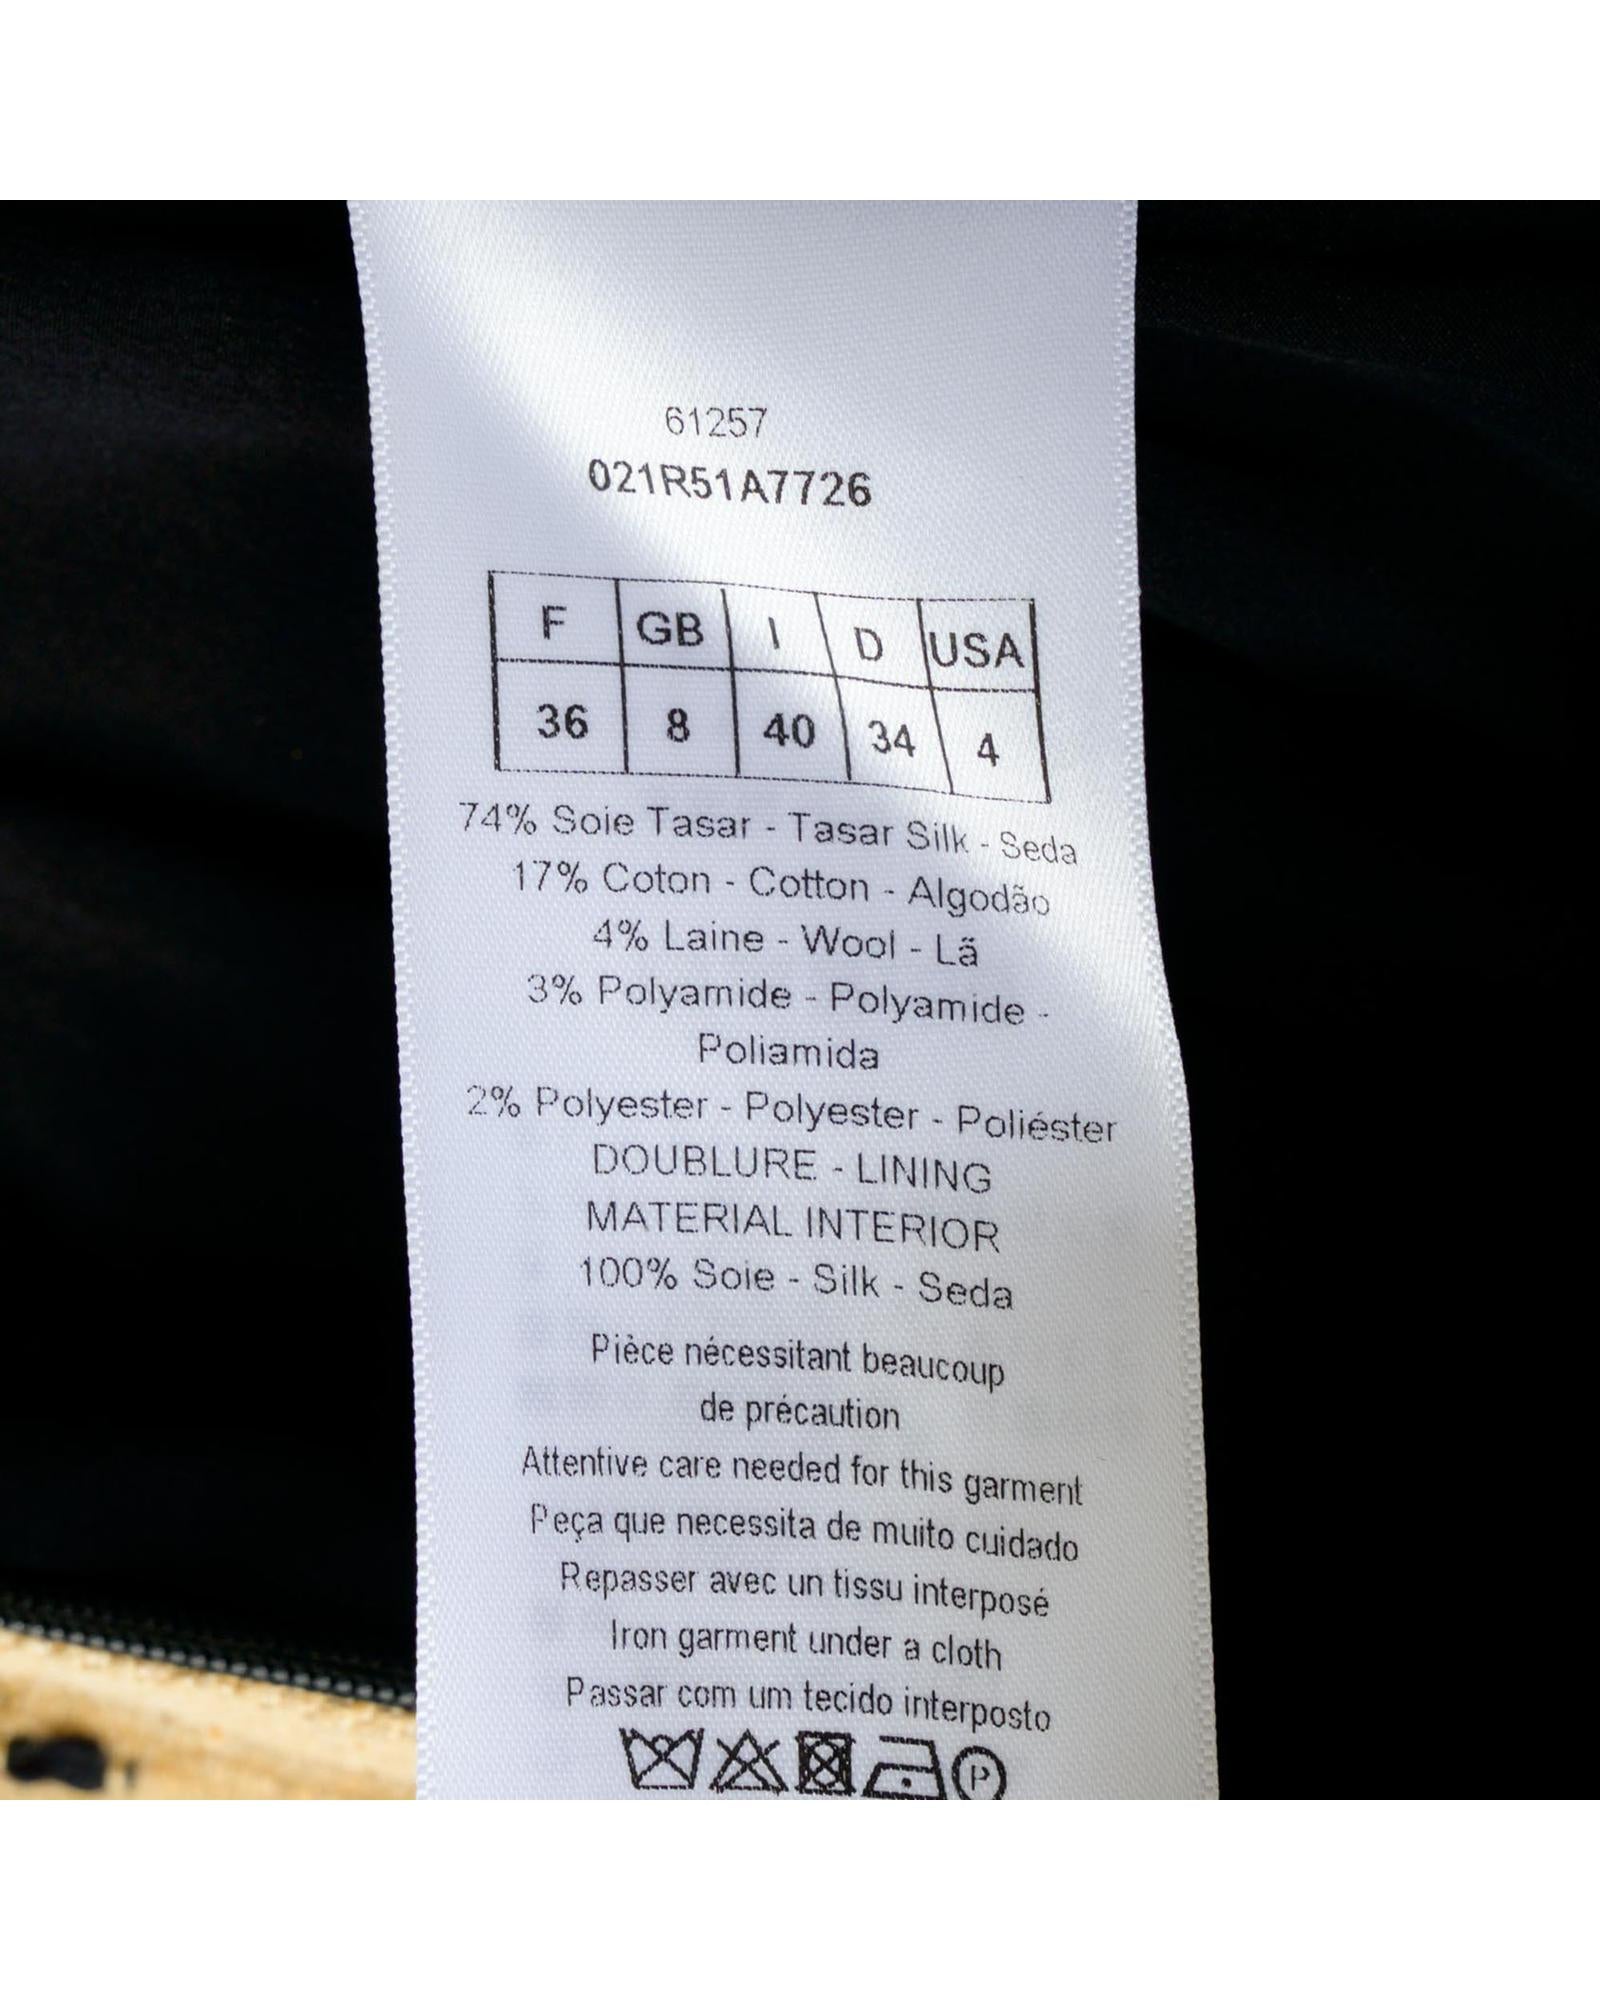 61257
021R51A7726
F GB I D USA
36 8 40 34 4
74% Soie Tasar - Tasar Silk - Seda
17% Coton - Cotton - Algodão
4% Laine - Wool - Lã
3% Polyamide - Polyamide -
Poliamida
2% Polyester - Polyester - Poliéster
DOUBLURE - LINING
MATERIAL INTERIOR
100% Soie - Silk - Seda
Pièce nécessitant beaucoup
de précaution
Attentive care needed for this garment
Peça que necessita de muito cuidado
Repasser avec un tissu interposé
Iron garment under a cloth
Passar com um tecido interposto
P